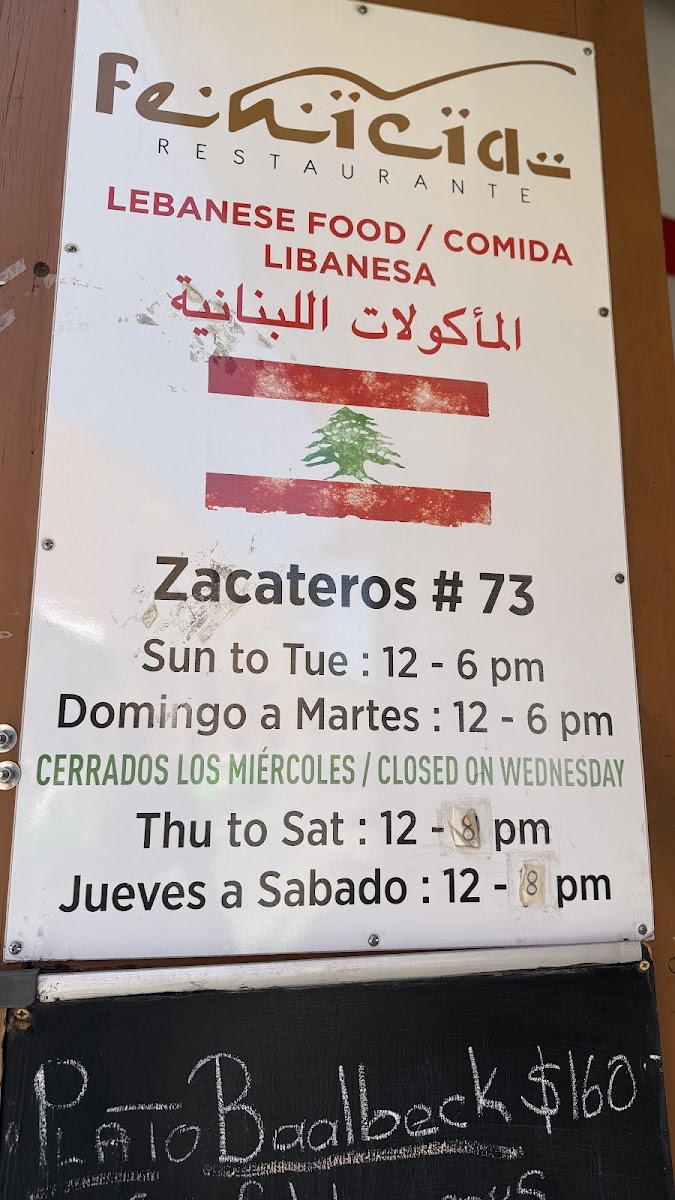 Fenicia
RESTAURANTE
LEBANESE FOOD / COMIDA
LIBANESA
المأكولات اللبنانية
Zacateros # 73
Sun to Tue : 12 - 6 pm
Domingo a Martes : 12 - 6 pm
CERRADOS LOS MIÉRCOLES / CLOSED ON WEDNESDAY
Thu to Sat : 12 - 8 pm
Jueves a Sabado : 12 - 8 pm
PLATO Baalbeck $160